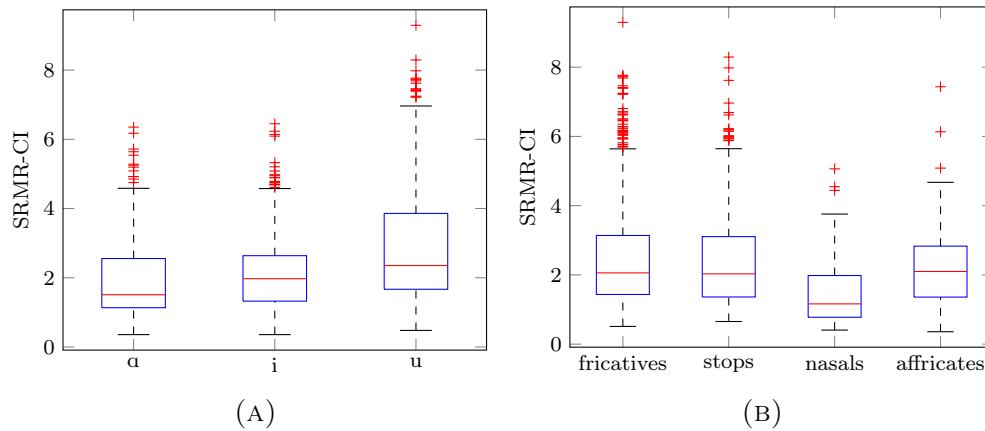 SRMR-CI
8
6
4
2
0
ɑ
i
u
(A)
SRMR-CI
8
6
4
2
0
fricatives
stops
nasals
affricates
(B)